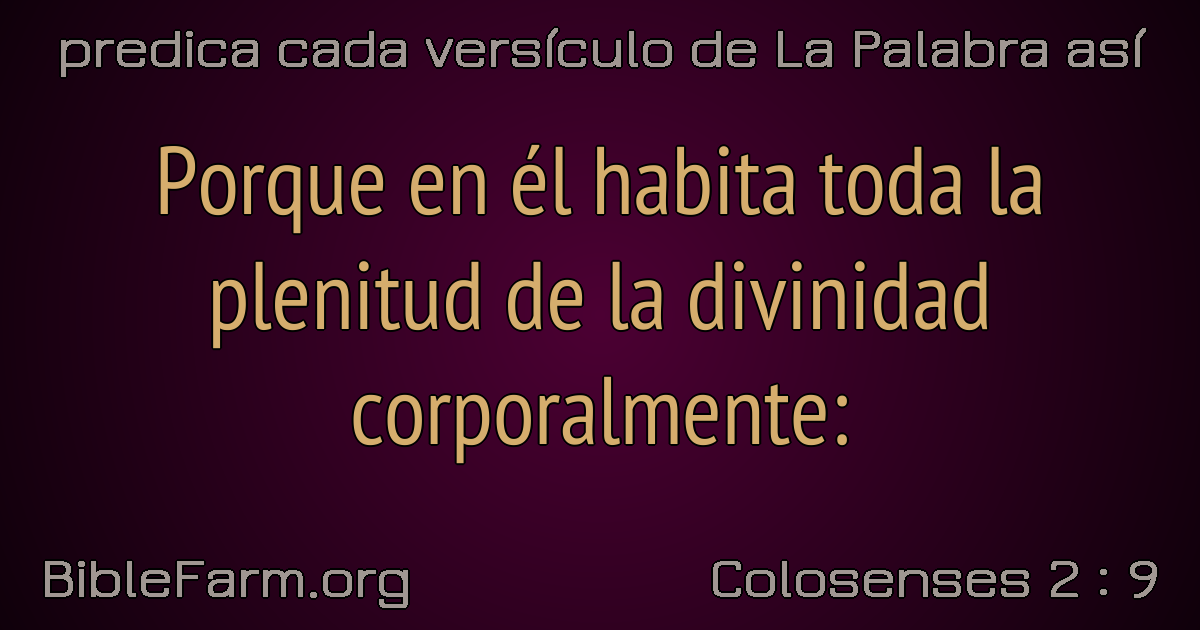 predica cada versículo de La Palabra así
Porque en él habita toda la
plenitud de la divinidad
corporalmente:
BibleFarm.org
Colosenses 2 : 9